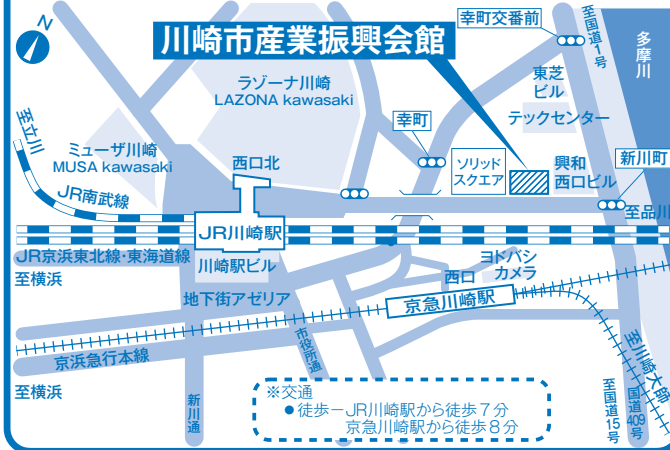 N
川崎市産業振興会館
幸町交番前
至国道1号
多摩川
ラゾーナ川崎
LAZONA kawasaki
東芝
ビル
テックセンター
至立川
ミューザ川崎
MUSA kawasaki
幸町
ソリッド
スクエア
興和
西口ビル
新川町
西口北
JR南武線
至品川
JR川崎駅
JR京浜東北線・東海道線
川崎駅ビル
至横浜
ヨドバシ
カメラ
西口
地下街アゼリア
京急川崎駅
市役所通
京浜急行本線
至川崎大師
至横浜
新川通
至国道15号
国道409号
※交通
●徒歩−JR川崎駅から徒歩7分
京急川崎駅から徒歩8分